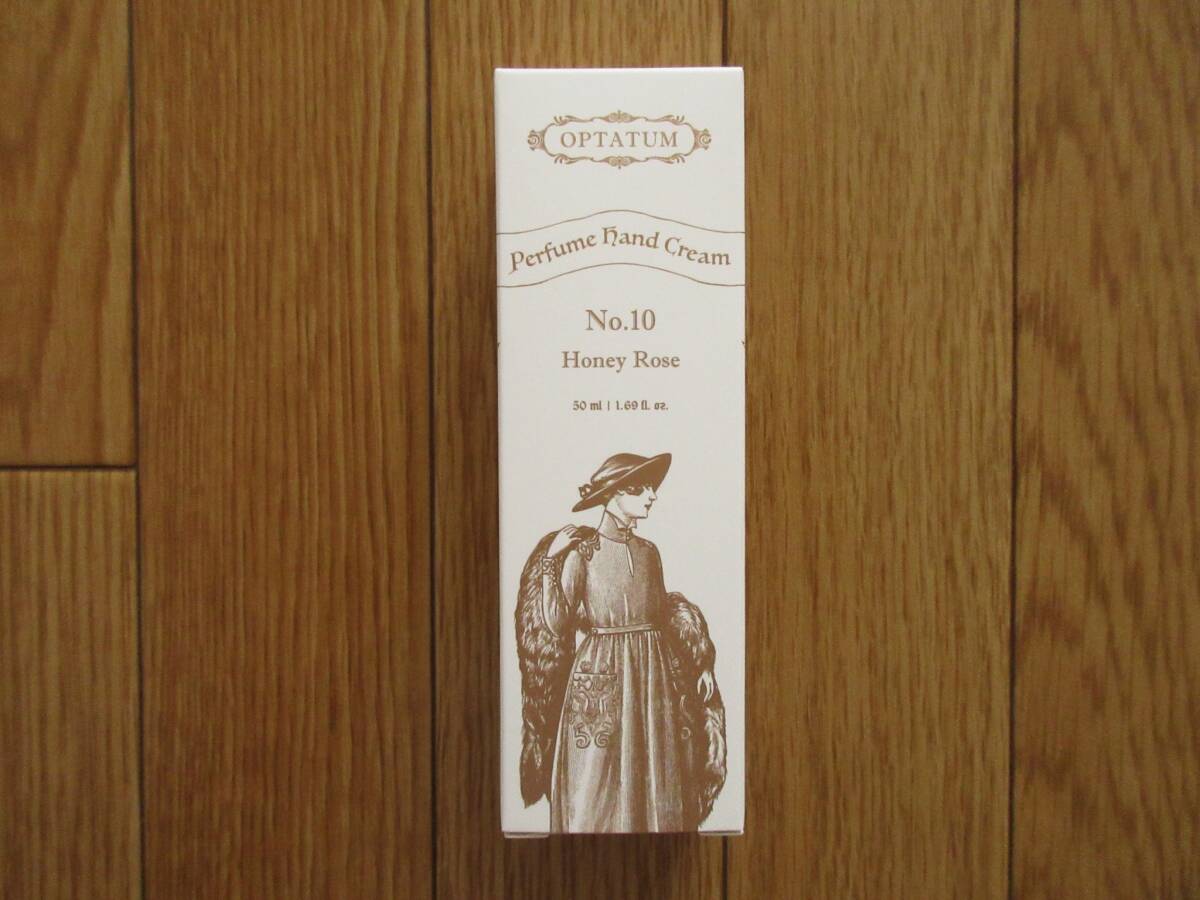 OPTATUM
Perfume Hand Cream
No.10
Honey Rose
50 ml | 1.69 fl. oz.